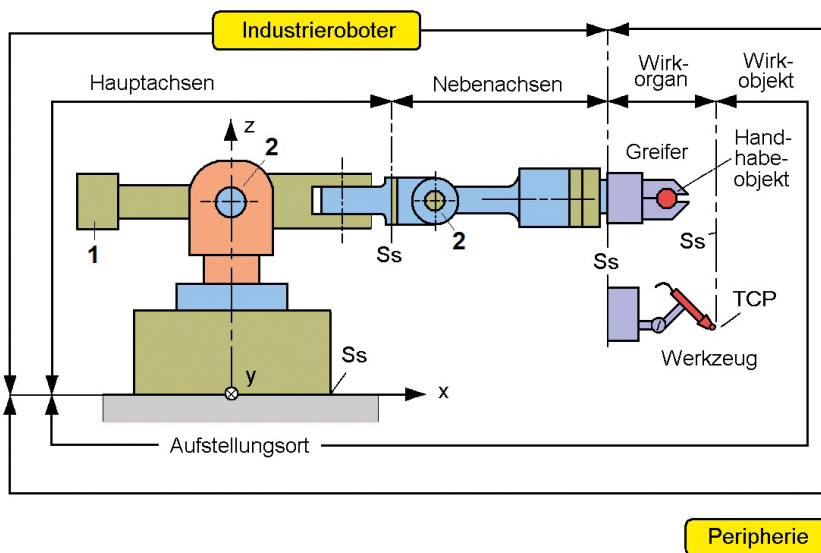 Industrieroboter
Hauptachsen
Nebenachsen
Wirk-
organ
Wirk-
objekt
z
2
Greifer
Hand-
habe-
objekt
1
Ss
2
Ss
Ss
TCP
Werkzeug
Ss
y
x
Aufstellungsort
Peripherie